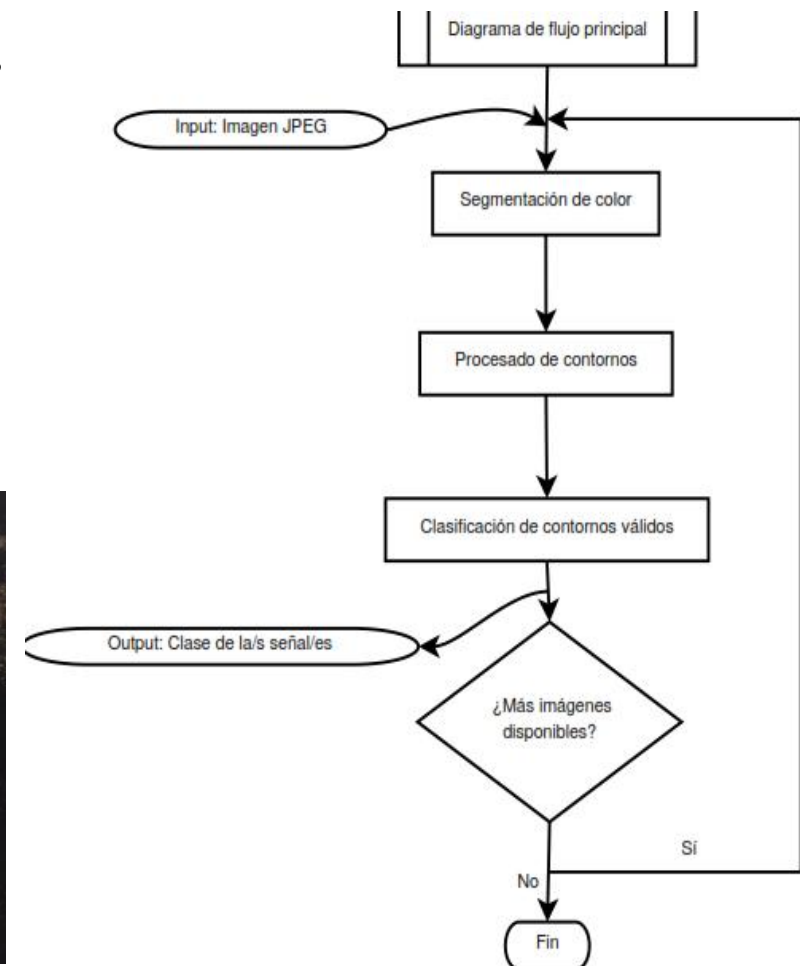 Diagrama de flujo principal
Input: Imagen JPEG
Segmentación de color
Procesado de contornos
Clasificación de contornos válidos
Output: Clase de la/s señal/es
¿Más imágenes
disponibles?
Sí
No
Fin